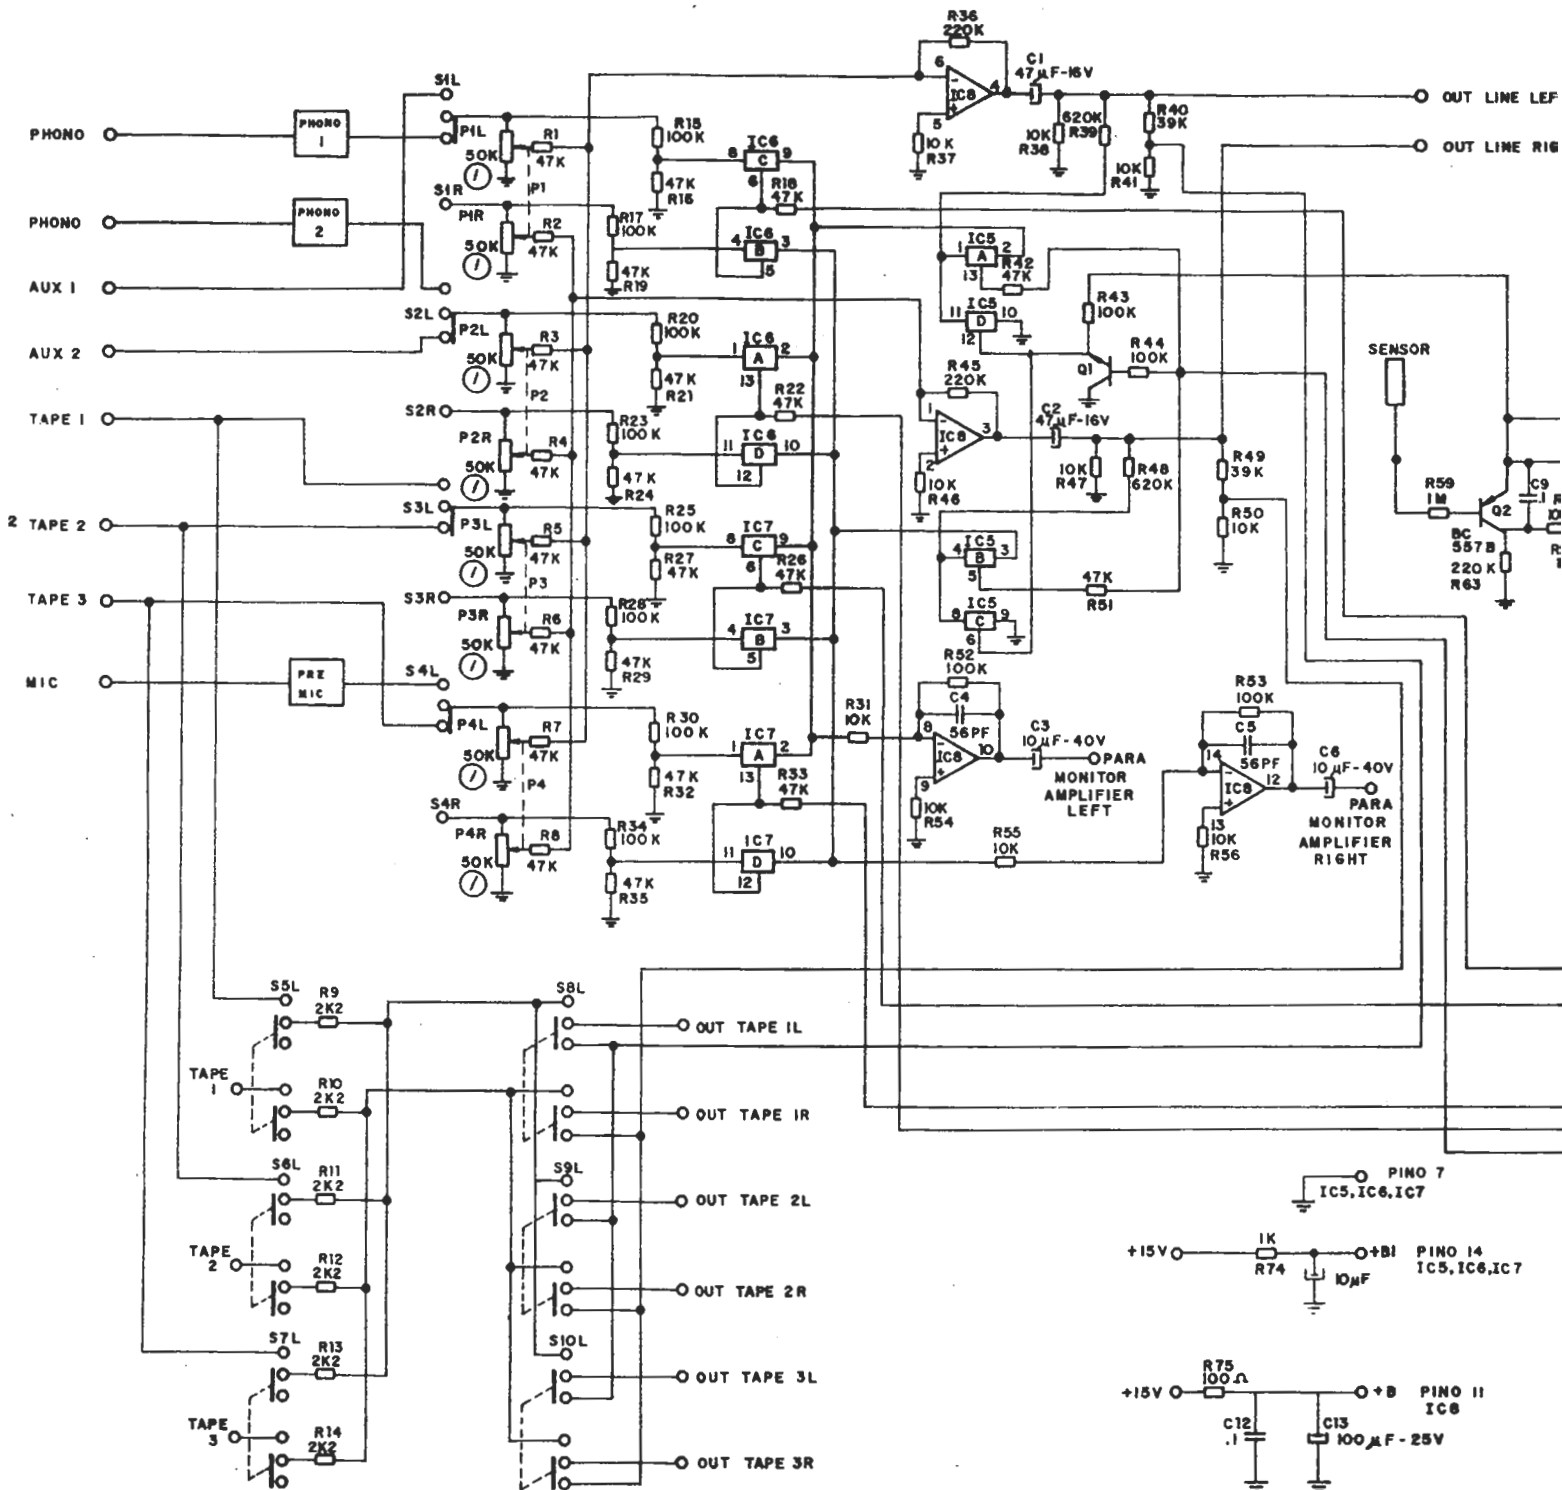 R36
220K
C1
47µF-16V
6
-
4
IC8
+
5
10K
R37
10K
R38
620K
R39
R40
39K
10K
R41
OUT LINE LEF
OUT LINE RIG
S1L
PHONO
PHONO
1
P1L
50K
1
R1
47K
R15
100K
47K
R16
8
IC6
C
9
6
R18
47K
P1
S1R
PHONO
PHONO
2
P1R
50K
1
R2
47K
R17
100K
47K
R19
4
IC6
B
3
5
1
IC5
A
2
13
R42
47K
AUX 1
11
IC5
D
10
12
R43
100K
R44
100K
Q1
SENSOR
S2L
P2L
AUX 2
50K
1
R3
47K
R20
100K
47K
R21
1
IC6
A
2
13
R22
47K
P2
R45
220K
1
-
IC8
3
+
2
10K
R46
C2
47µF-16V
10K
R47
R48
620K
R49
39K
R50
10K
TAPE 1
S2R
P2R
50K
1
R4
47K
R23
100K
47K
R24
11
IC6
D
10
12
R59
1M
Q2
BC
557B
C9
.1
220K
R63
2 TAPE 2
S3L
P3L
50K
1
R5
47K
R25
100K
R27
47K
8
IC7
C
9
6
R26
47K
P3
4
IC5
B
3
5
47K
R51
TAPE 3
S3R
P3R
50K
1
R6
47K
R28
100K
47K
R29
4
IC7
B
3
5
8
IC5
C
9
6
MIC
PRE
MIC
S4L
P4L
50K
1
R7
47K
R30
100K
47K
R32
1
IC7
A
2
13
R33
47K
P4
R31
10K
R52
100K
C4
56PF
8
-
IC8
10
+
9
10K
R54
C3
10µF-40V
PARA
MONITOR
AMPLIFIER
LEFT
R53
100K
C5
56PF
14
-
IC8
12
+
13
10K
R56
C6
10µF-40V
PARA
MONITOR
AMPLIFIER
RIGHT
S4R
P4R
50K
1
R8
47K
R34
100K
47K
R35
11
IC7
D
10
12
R55
10K
S5L
R9
2K2
S8L
OUT TAPE 1L
TAPE
1
R10
2K2
OUT TAPE 1R
S6L
R11
2K2
S9L
OUT TAPE 2L
TAPE
2
R12
2K2
OUT TAPE 2R
S7L
R13
2K2
S10L
OUT TAPE 3L
TAPE
3
R14
2K2
OUT TAPE 3R
PINO 7
IC5,IC6,IC7
+15V
1K
R74
+B1
PINO 14
IC5,IC6,IC7
10µF
+15V
R75
100Ω
+B
PINO 11
IC8
C12
.1
C13
100µF-25V